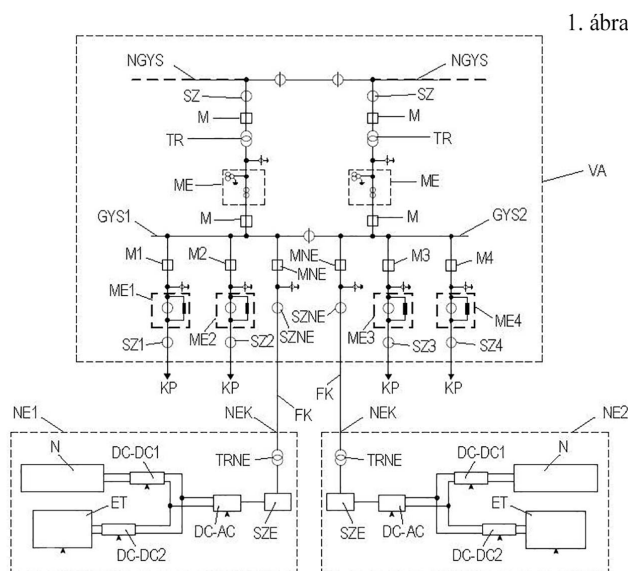 1. ábra
NGYS NGYS
SZ SZ
M M
TR TR
ME ME
VA
M M
GYS1 GYS2
M1 M2 MNE MNE M3 M4
ME1 ME2 SZNE SZNE ME3 ME4
SZ1 SZ2 SZ3 SZ4
KP KP KP KP
FK FK
NE1 NEK NEK NE2
N DC-DC1 TRNE TRNE DC-DC1 N
ET DC-AC SZE SZE DC-AC ET
DC-DC2 DC-DC2